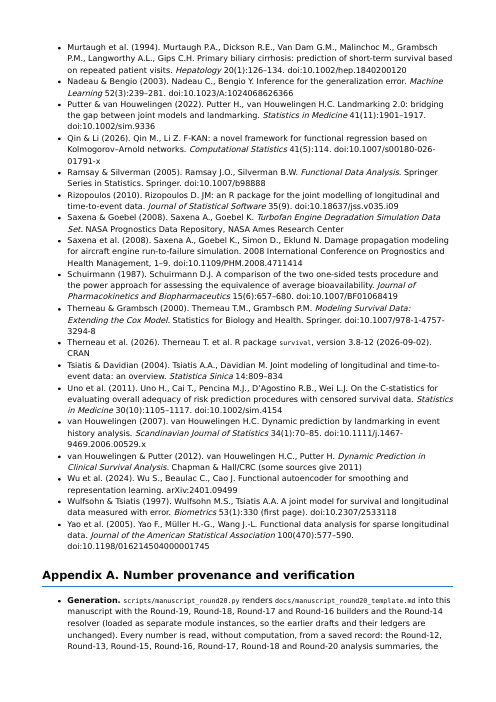 • Murtaugh et al. (1994). Murtaugh P.A., Dickson R.E., Van Dam G.M., Malinchoc M., Grambsch
P.M., Langworthy A.L., Gips C.H. Primary biliary cirrhosis: prediction of short-term survival based
on repeated patient visits. Hepatology 20(1):126–134. doi:10.1002/hep.1840200120
• Nadeau & Bengio (2003). Nadeau C., Bengio Y. Inference for the generalization error. Machine
Learning 52(3):239–281. doi:10.1023/A:1024068626366
• Putter & van Houwelingen (2022). Putter H., van Houwelingen H.C. Landmarking 2.0: bridging
the gap between joint models and landmarking. Statistics in Medicine 41(11):1901–1917.
doi:10.1002/sim.9336
• Qin & Li (2026). Qin M., Li Z. F-KAN: a novel framework for functional regression based on
Kolmogorov–Arnold networks. Computational Statistics 41(5):114. doi:10.1007/s00180-026-
01791-x
• Ramsay & Silverman (2005). Ramsay J.O., Silverman B.W. Functional Data Analysis. Springer
Series in Statistics. Springer. doi:10.1007/b98888
• Rizopoulos (2010). Rizopoulos D. JM: an R package for the joint modelling of longitudinal and
time-to-event data. Journal of Statistical Software 35(9). doi:10.18637/jss.v035.i09
• Saxena & Goebel (2008). Saxena A., Goebel K. Turbofan Engine Degradation Simulation Data
Set. NASA Prognostics Data Repository, NASA Ames Research Center
• Saxena et al. (2008). Saxena A., Goebel K., Simon D., Eklund N. Damage propagation modeling
for aircraft engine run-to-failure simulation. 2008 International Conference on Prognostics and
Health Management, 1–9. doi:10.1109/PHM.2008.4711414
• Schuirmann (1987). Schuirmann D.J. A comparison of the two one-sided tests procedure and
the power approach for assessing the equivalence of average bioavailability. Journal of
Pharmacokinetics and Biopharmaceutics 15(6):657–680. doi:10.1007/BF01068419
• Therneau & Grambsch (2000). Therneau T.M., Grambsch P.M. Modeling Survival Data:
Extending the Cox Model. Statistics for Biology and Health. Springer. doi:10.1007/978-1-4757-
3294-8
• Therneau et al. (2026). Therneau T. et al. R package survival, version 3.8-12 (2026-09-02).
CRAN
• Tsiatis & Davidian (2004). Tsiatis A.A., Davidian M. Joint modeling of longitudinal and time-to-
event data: an overview. Statistica Sinica 14:809–834
• Uno et al. (2011). Uno H., Cai T., Pencina M.J., D’Agostino R.B., Wei L.J. On the C-statistics for
evaluating overall adequacy of risk prediction procedures with censored survival data. Statistics
in Medicine 30(10):1105–1117. doi:10.1002/sim.4154
• van Houwelingen (2007). van Houwelingen H.C. Dynamic prediction by landmarking in event
history analysis. Scandinavian Journal of Statistics 34(1):70–85. doi:10.1111/j.1467-
9469.2006.00529.x
• van Houwelingen & Putter (2012). van Houwelingen H.C., Putter H. Dynamic Prediction in
Clinical Survival Analysis. Chapman & Hall/CRC (some sources give 2011)
• Wu et al. (2024). Wu S., Beaulac C., Cao J. Functional autoencoder for smoothing and
representation learning. arXiv:2401.09499
• Wulfsohn & Tsiatis (1997). Wulfsohn M.S., Tsiatis A.A. A joint model for survival and longitudinal
data measured with error. Biometrics 53(1):330 (first page). doi:10.2307/2533118
• Yao et al. (2005). Yao F., Müller H.-G., Wang J.-L. Functional data analysis for sparse longitudinal
data. Journal of the American Statistical Association 100(470):577–590.
doi:10.1198/016214504000001745
Appendix A. Number provenance and verification
• Generation. scripts/manuscript_round20.py renders docs/manuscript_round20_template.md into this
manuscript with the Round-19, Round-18, Round-17 and Round-16 builders and the Round-14
resolver (loaded as separate module instances, so the earlier drafts and their ledgers are
unchanged). Every number is read, without computation, from a saved record: the Round-12,
Round-13, Round-15, Round-16, Round-17, Round-18 and Round-20 analysis summaries, the